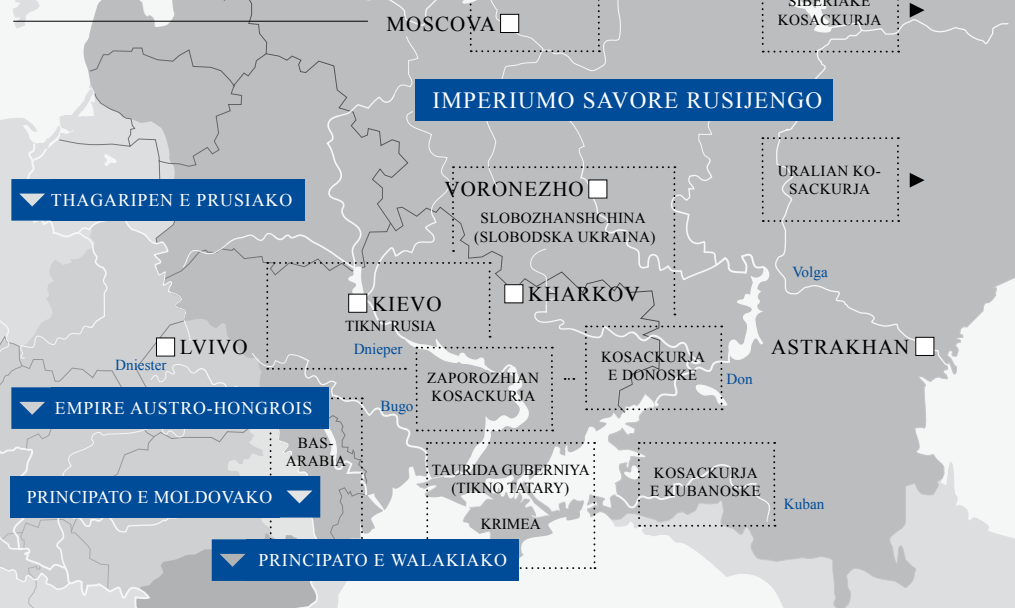 SIBERIAKE
KOSACKURJA
MOSCOVA
IMPERIUMO SAVORE RUSIJENGO
URALIAN KO-
SACKURJA
THAGARIPEN E PRUSIAKO
VORONEZHO
SLOBOZHANSHCHINA
(SLOBODSKA UKRAINA)
Volga
KIEVO
TIKNI RUSIA
KHARKOV
LVIVO
Dniester
Dnieper
ASTRAKHAN
KOSACKURJA
E DONOSKE
Don
ZAPOROZHIAN
KOSACKURJA
...
EMPIRE AUSTRO-HONGROIS
Bugo
BAS-
ARABIA
TAURIDA GUBERNIYA
(TIKNO TATARY)
KRIMEA
KOSACKURJA
E KUBANOSKE
Kuban
PRINCIPATO E MOLDOVAKO
PRINCIPATO E WALAKIAKO